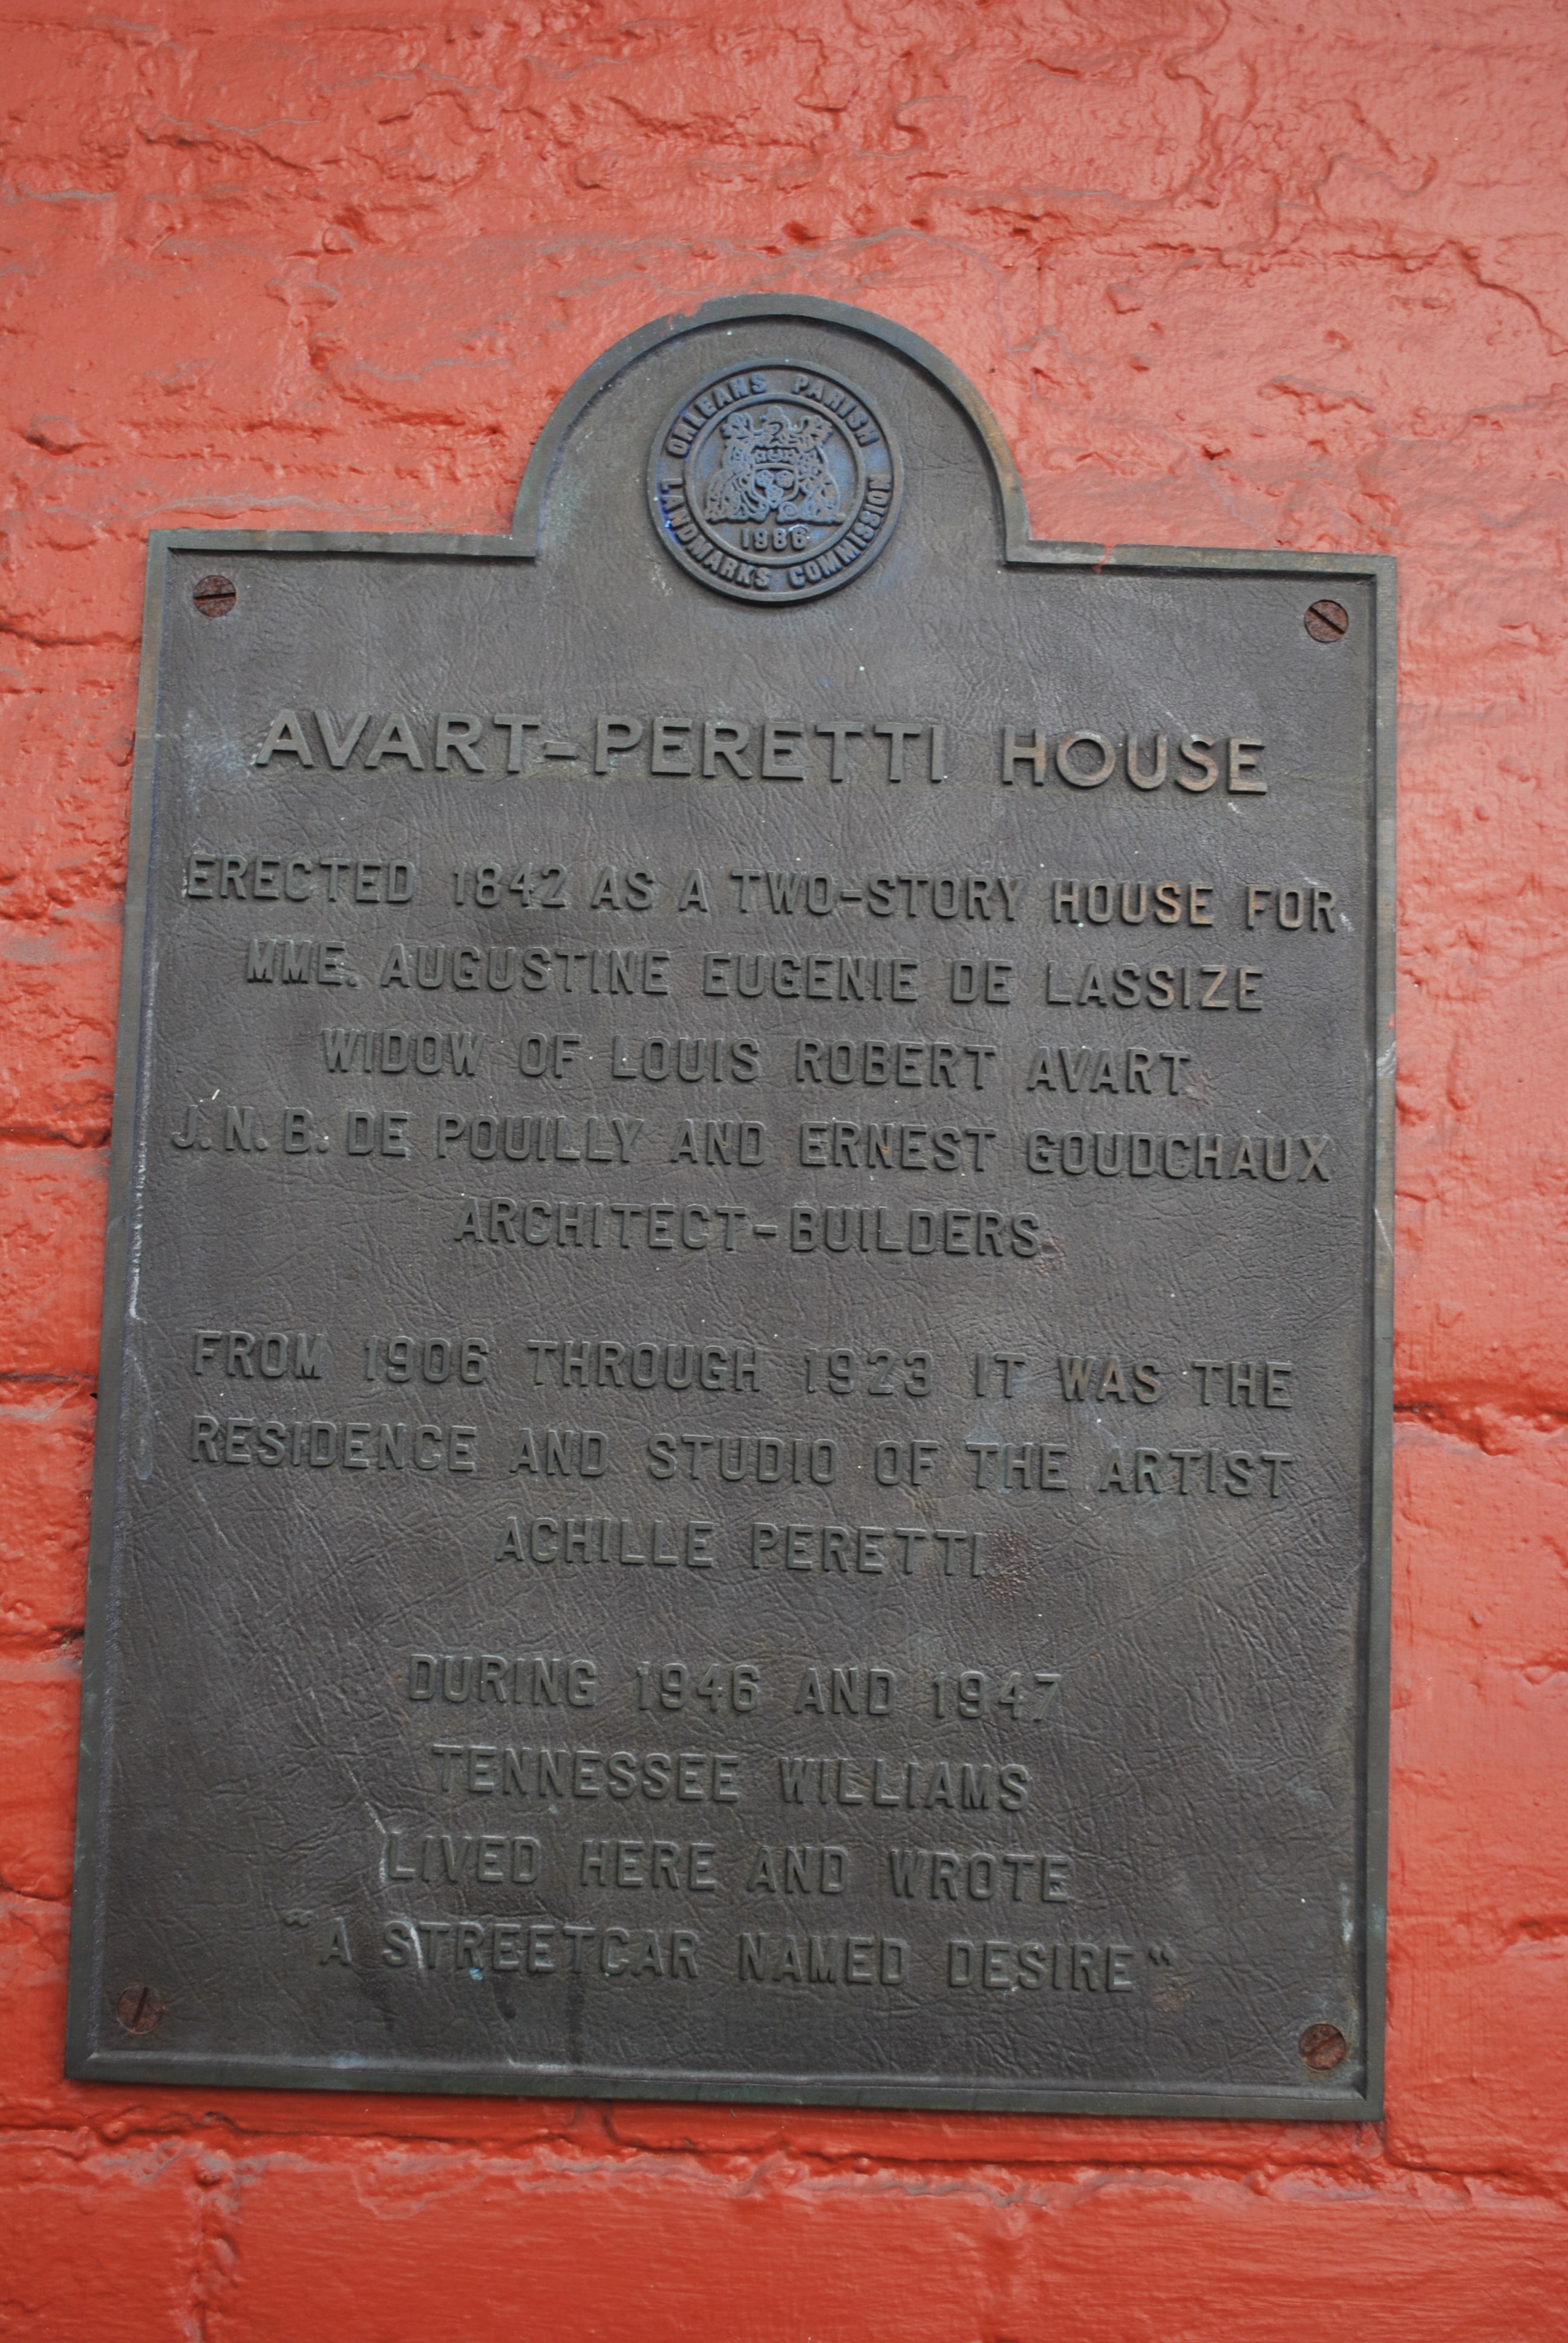 ORLEANS PARISH
LANDMARKS COMMISSION
1986
AVART-PERETTI HOUSE
ERECTED 1842 AS A TWO-STORY HOUSE FOR
MME. AUGUSTINE EUGENIE DE LASSIZE
WIDOW OF LOUIS ROBERT AVART
J. N. B. DE POUILLY AND ERNEST GOUDCHAUX
ARCHITECT-BUILDERS
FROM 1906 THROUGH 1923 IT WAS THE
RESIDENCE AND STUDIO OF THE ARTIST
ACHILLE PERETTI
DURING 1946 AND 1947
TENNESSEE WILLIAMS
LIVED HERE AND WROTE
“A STREETCAR NAMED DESIRE“